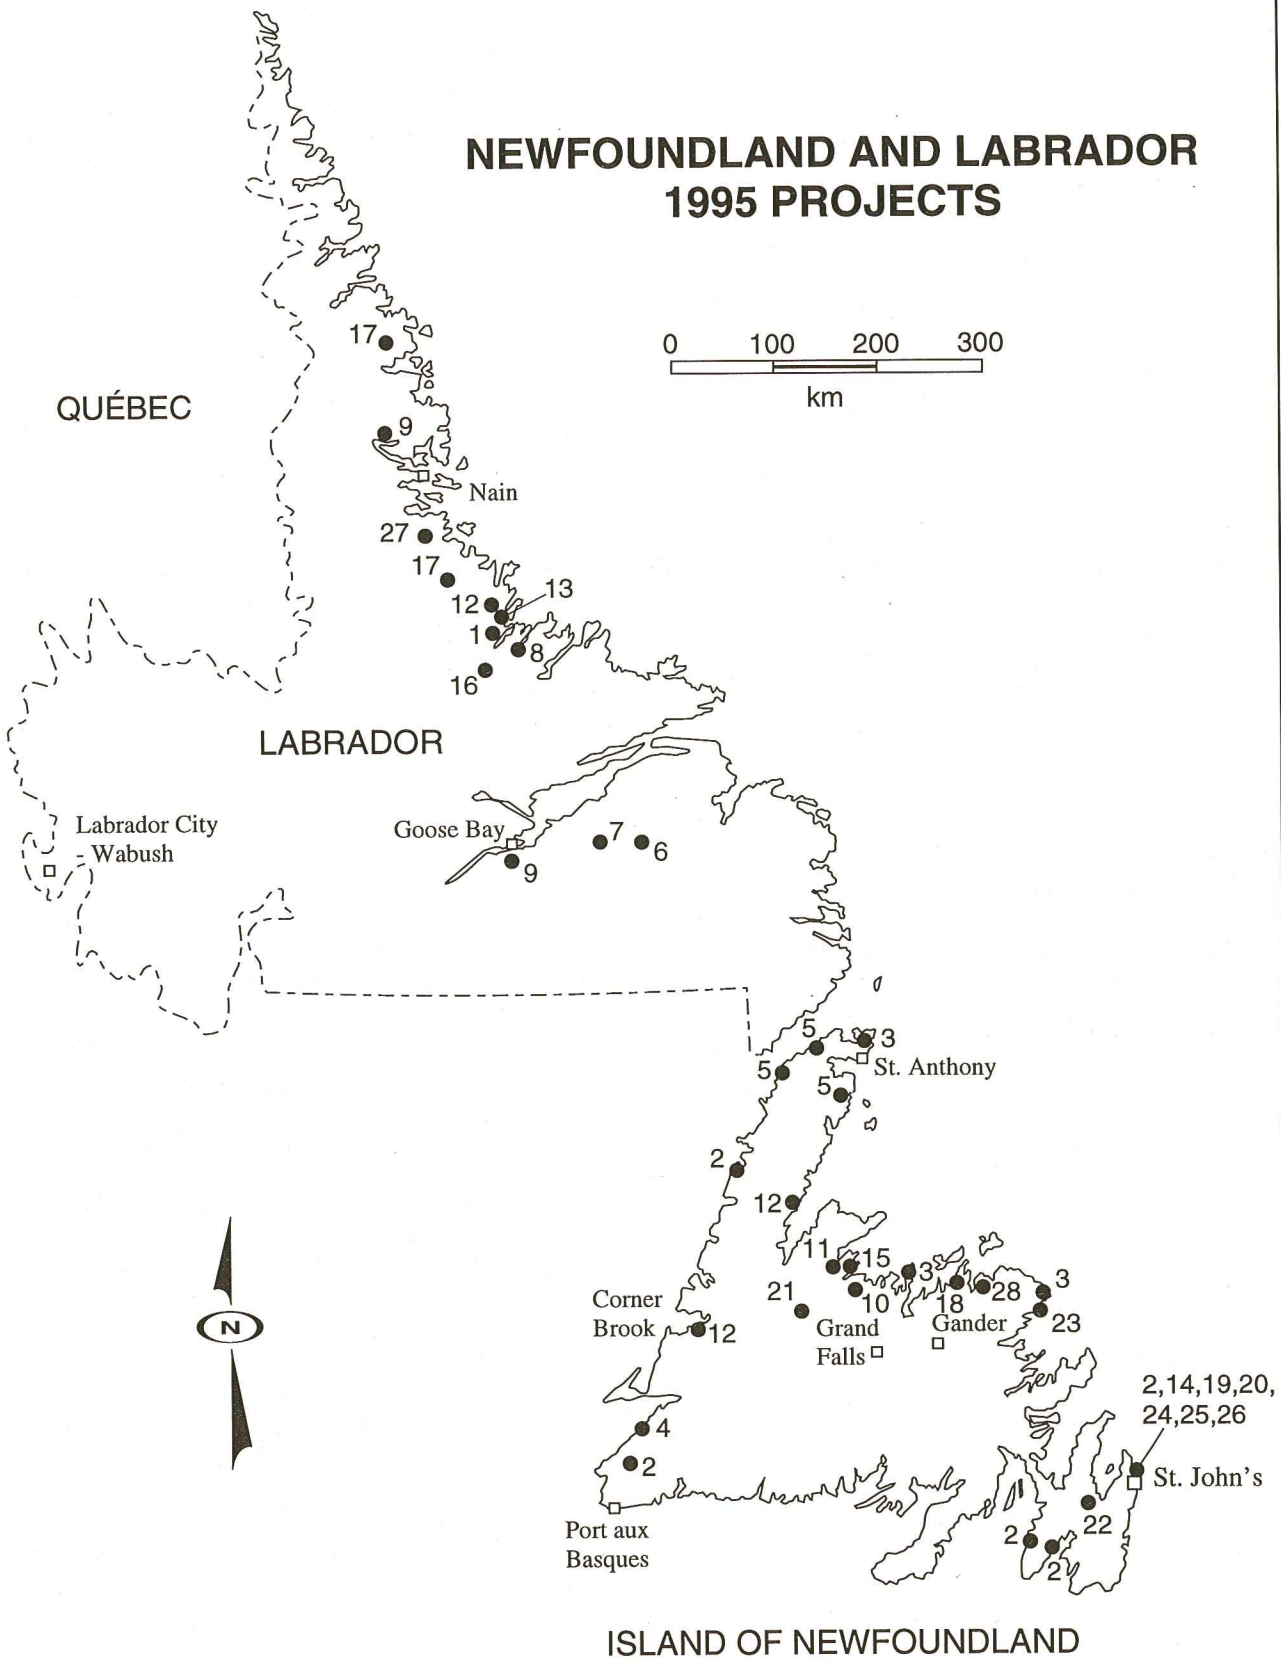 NEWFOUNDLAND AND LABRADOR
1995 PROJECTS
0 100 200 300
km
17
QUÉBEC
9
Nain
27
17
13
12
1
8
16
LABRADOR
Labrador City
- Wabush
Goose Bay
7
6
9
5
3
5
St. Anthony
5
2
12
11
15
3
3
21
10
18
28
23
Corner
Brook
12
Grand
Falls
Gander
2,14,19,20,
24,25,26
4
2
St. John's
22
2
2
Port aux
Basques
N
ISLAND OF NEWFOUNDLAND